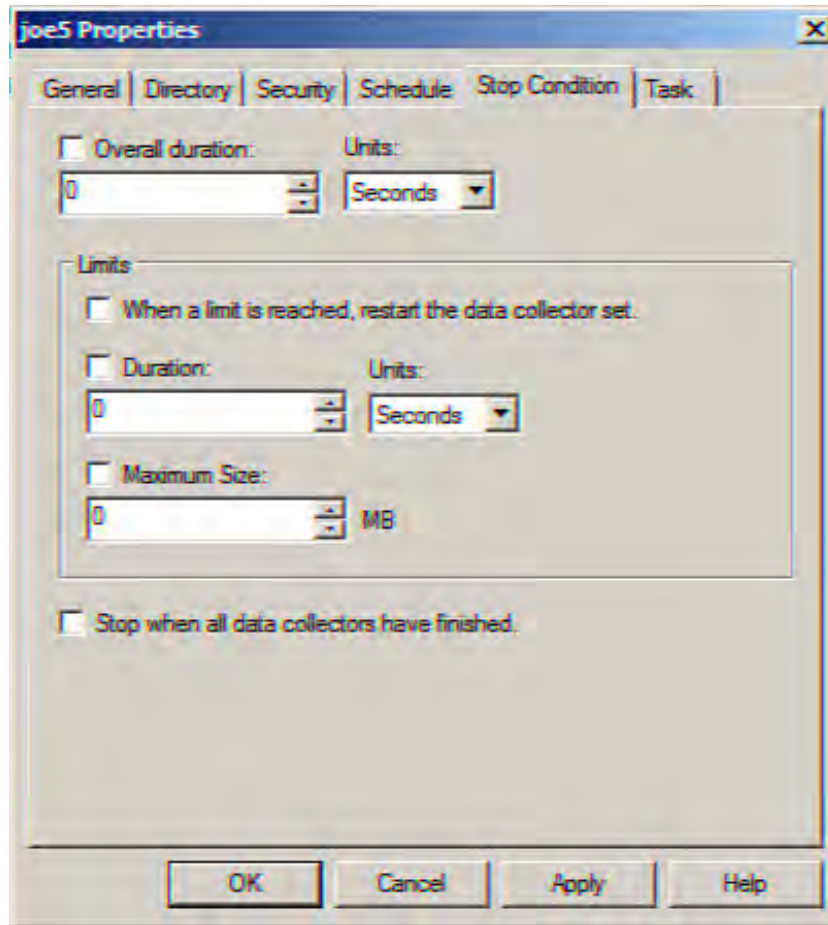 joe5 Properties
General Directory Security Schedule Stop Condition Task
Overall duration: Units:
0 Seconds
Limits
When a limit is reached, restart the data collector set.
Duration: Units:
0 Seconds
Maximum Size:
0 MB
Stop when all data collectors have finished.
OK Cancel Apply Help